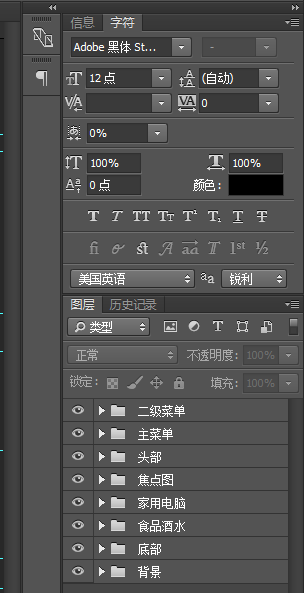 信息 字符
Adobe 黑体 St... -
12 点 (自动)
0
0%
100% 100%
0 点 颜色：
T T TT Tт T¹ T₁ T T
fi st A aa T 1st ½
美国英语 aa 锐利
图层 历史记录
类型
正常 不透明度： 100%
锁定： 填充： 100%
二级菜单
主菜单
头部
焦点图
家用电脑
食品酒水
底部
背景